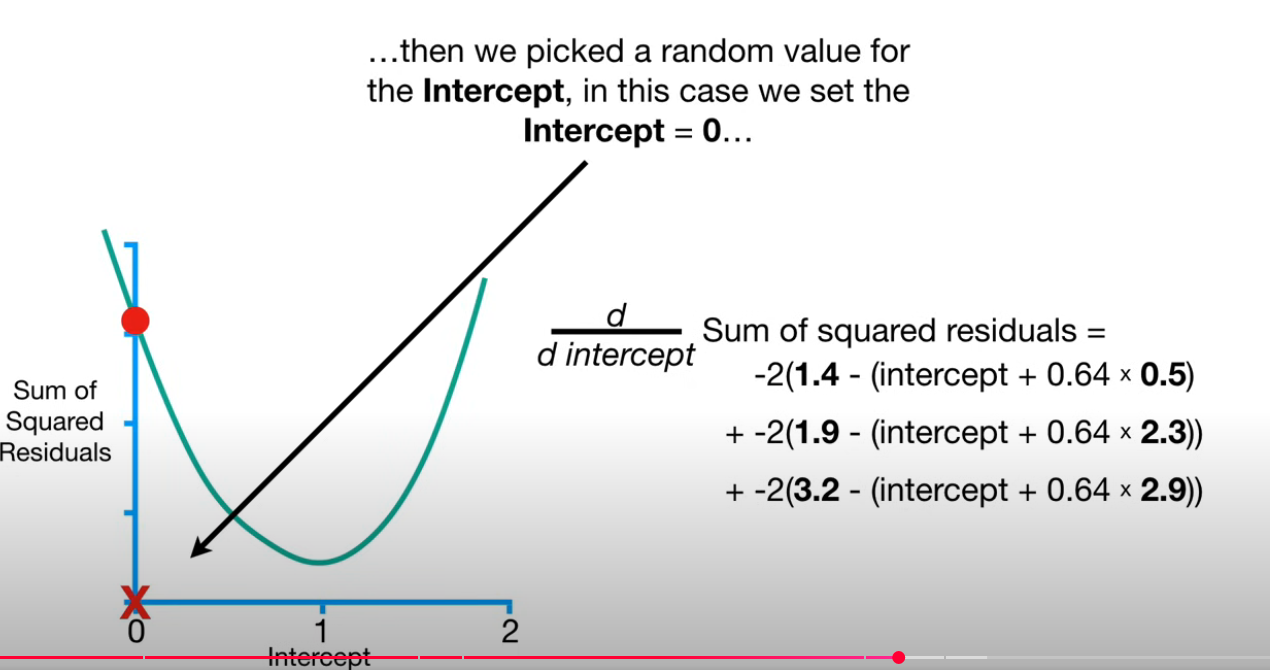 …then we picked a random value for
the Intercept, in this case we set the
Intercept = 0…
d
d intercept
Sum of squared residuals =
-2(1.4 - (intercept + 0.64 × 0.5)
+ -2(1.9 - (intercept + 0.64 × 2.3))
+ -2(3.2 - (intercept + 0.64 × 2.9))
Sum of
Squared
Residuals
X
0 1 2
Intercept